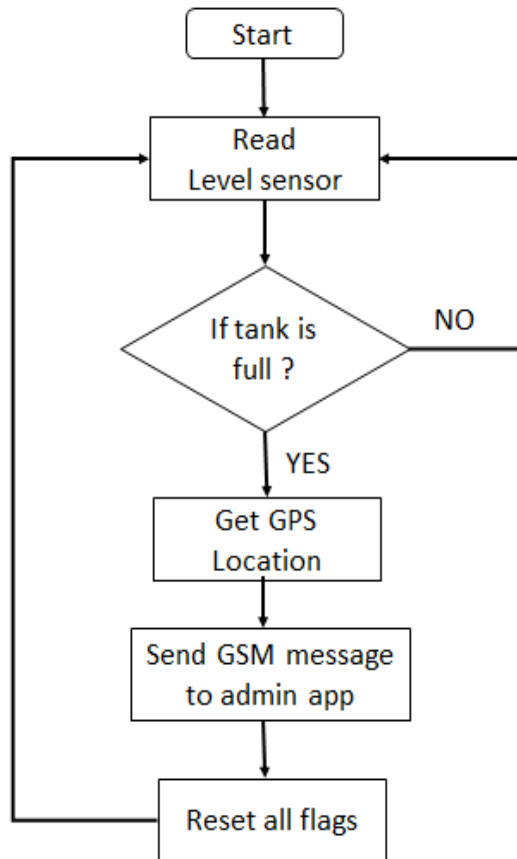 Start
Read
Level sensor
If tank is
full ?
NO
YES
Get GPS
Location
Send GSM message
to admin app
Reset all flags